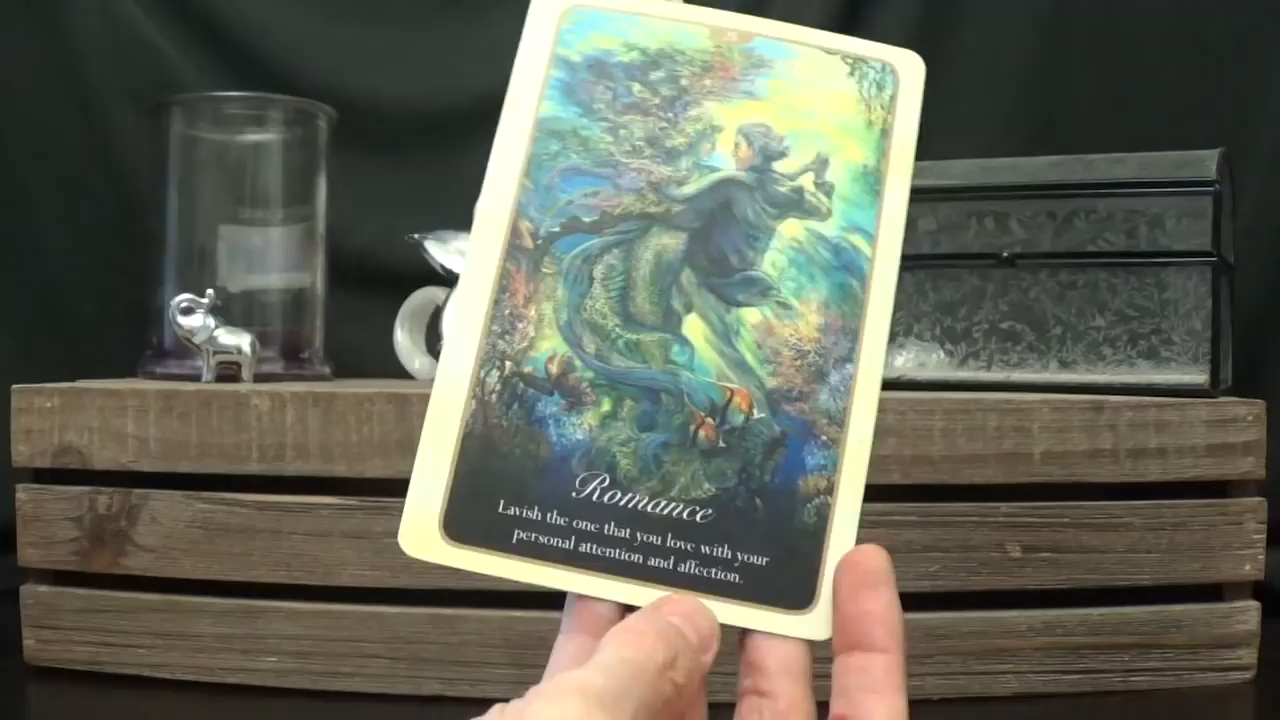 Romance
Lavish the one that you love with your
personal attention and affection.